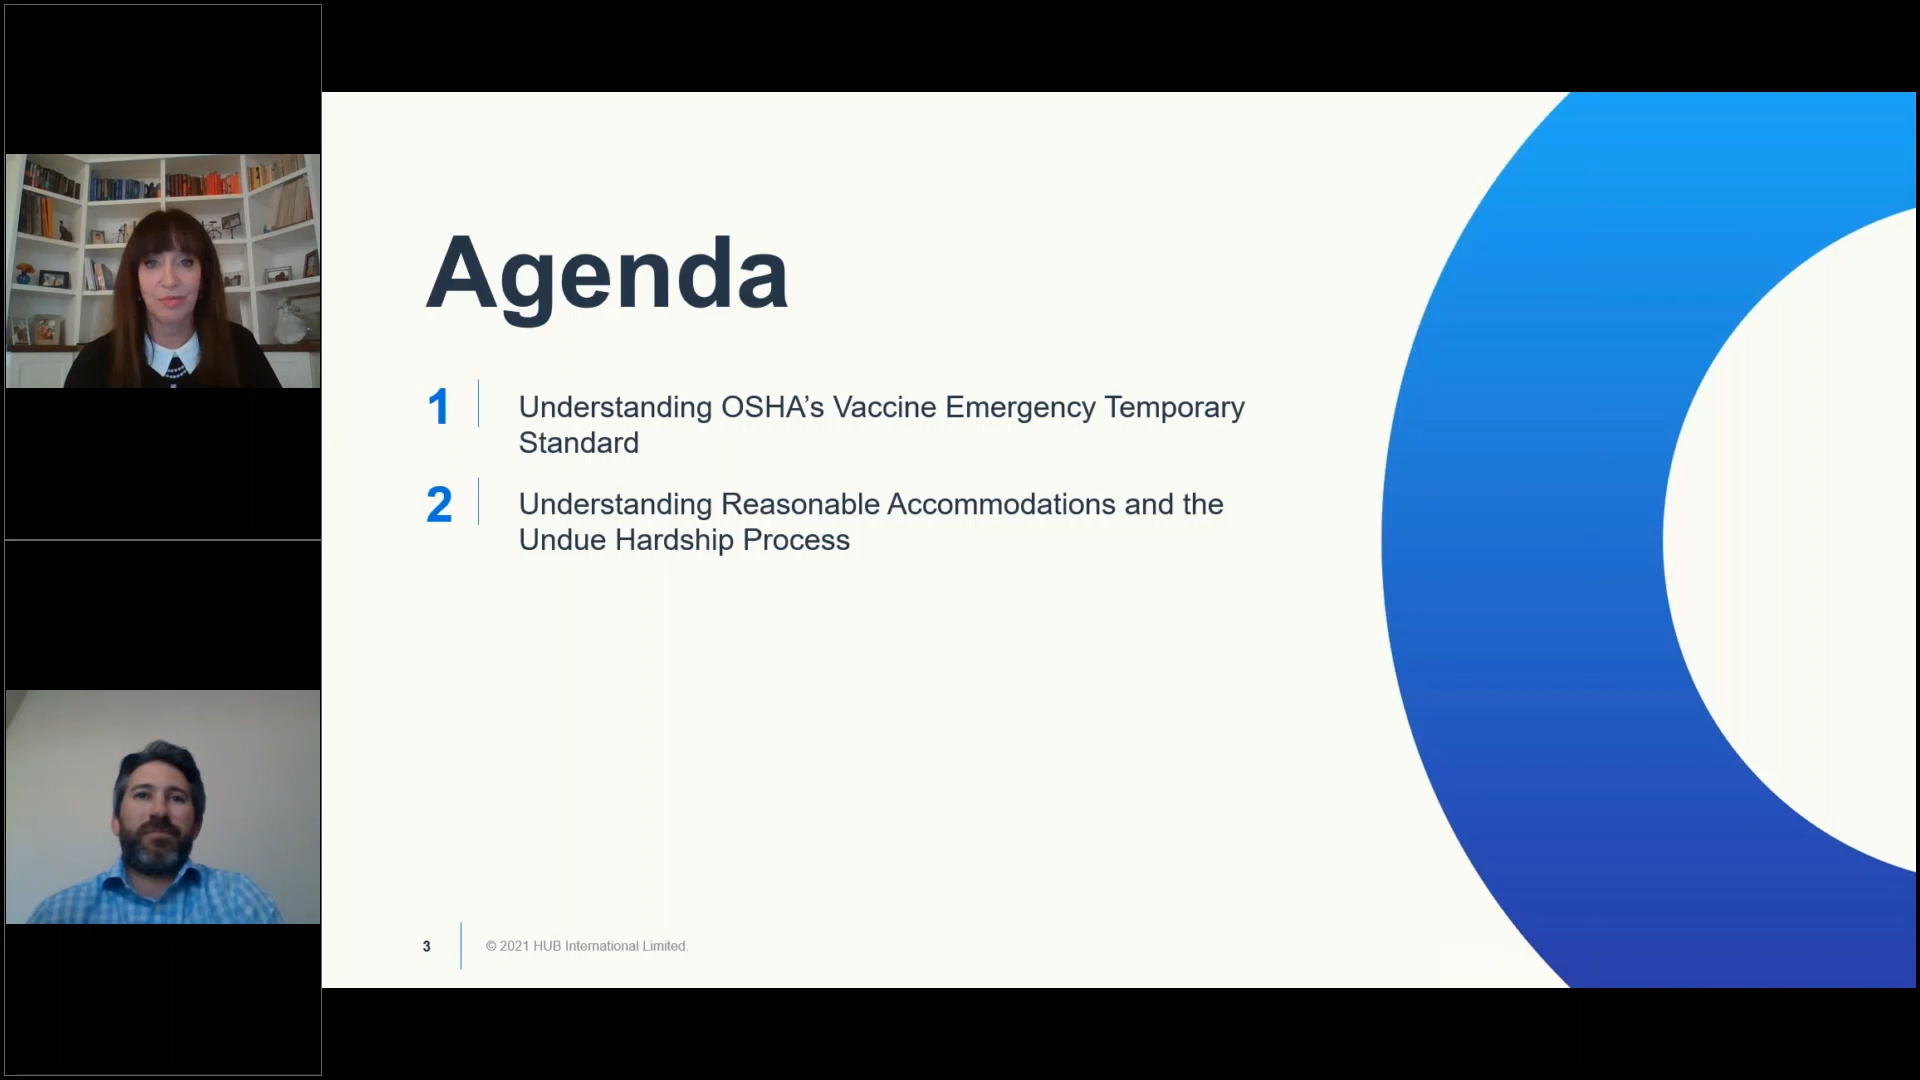 Agenda
1
Understanding OSHA’s Vaccine Emergency Temporary
Standard
2
Understanding Reasonable Accommodations and the
Undue Hardship Process
3
© 2021 HUB International Limited.